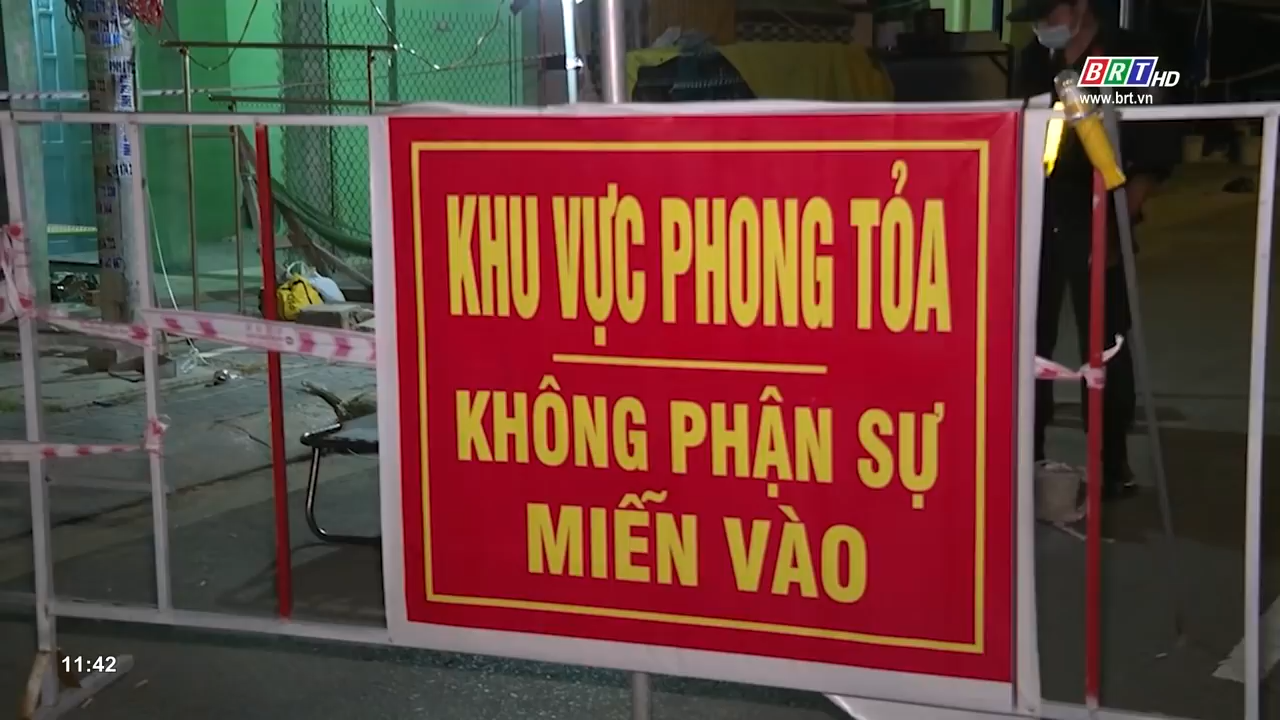 BRT HD
www.brt.vn
KHU VỰC PHONG TỎA
KHÔNG PHẬN SỰ
MIỄN VÀO
11:42